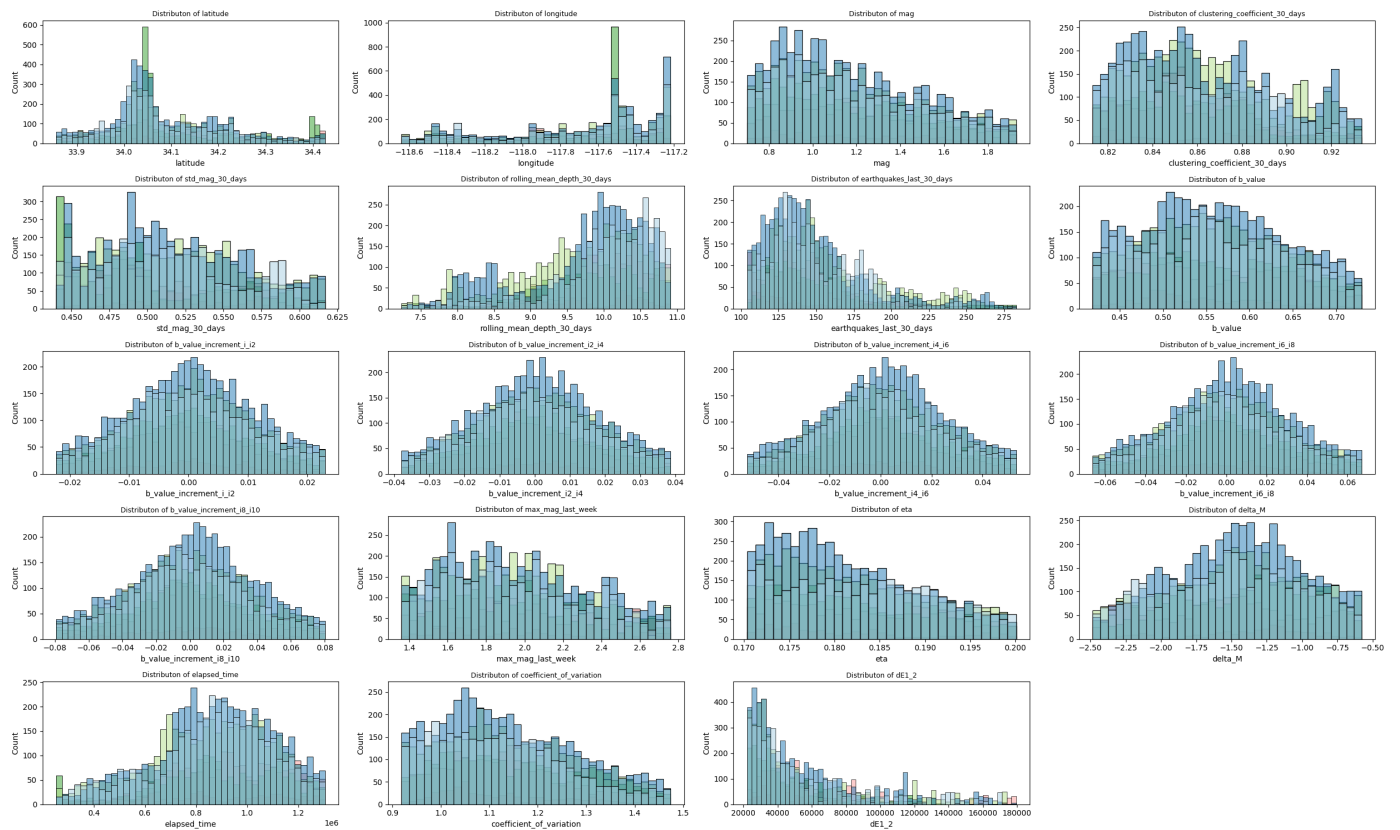 Distributon of latitude
Count
0 100 200 300 400 500 600
33.9 34.0 34.1 34.2 34.3 34.4
latitude
Distributon of longitude
Count
0 200 400 600 800 1000
−118.6 −118.4 −118.2 −118.0 −117.8 −117.6 −117.4 −117.2
longitude
Distributon of mag
Count
0 50 100 150 200 250
0.8 1.0 1.2 1.4 1.6 1.8
mag
Distributon of clustering_coefficient_30_days
Count
0 50 100 150 200 250
0.82 0.84 0.86 0.88 0.90 0.92
clustering_coefficient_30_days
Distributon of std_mag_30_days
Count
0 50 100 150 200 250 300
0.450 0.475 0.500 0.525 0.550 0.575 0.600 0.625
std_mag_30_days
Distributon of rolling_mean_depth_30_days
Count
0 50 100 150 200 250
7.5 8.0 8.5 9.0 9.5 10.0 10.5 11.0
rolling_mean_depth_30_days
Distributon of earthquakes_last_30_days
Count
0 50 100 150 200 250
100 125 150 175 200 225 250 275
earthquakes_last_30_days
Distributon of b_value
Count
0 50 100 150 200
0.45 0.50 0.55 0.60 0.65 0.70
b_value
Distributon of b_value_increment_i_i2
Count
0 50 100 150 200
−0.02 −0.01 0.00 0.01 0.02
b_value_increment_i_i2
Distributon of b_value_increment_i2_i4
Count
0 50 100 150 200
−0.04 −0.03 −0.02 −0.01 0.00 0.01 0.02 0.03 0.04
b_value_increment_i2_i4
Distributon of b_value_increment_i4_i6
Count
0 50 100 150 200
−0.04 −0.02 0.00 0.02 0.04
b_value_increment_i4_i6
Distributon of b_value_increment_i6_i8
Count
0 50 100 150 200
−0.06 −0.04 −0.02 0.00 0.02 0.04 0.06
b_value_increment_i6_i8
Distributon of b_value_increment_i8_i10
Count
0 50 100 150 200
−0.08 −0.06 −0.04 −0.02 0.00 0.02 0.04 0.06 0.08
b_value_increment_i8_i10
Distributon of max_mag_last_week
Count
0 50 100 150 200 250
1.4 1.6 1.8 2.0 2.2 2.4 2.6 2.8
max_mag_last_week
Distributon of eta
Count
0 50 100 150 200 250 300
0.170 0.175 0.180 0.185 0.190 0.195 0.200
eta
Distributon of delta_M
Count
0 50 100 150 200 250
−2.50 −2.25 −2.00 −1.75 −1.50 −1.25 −1.00 −0.75 −0.50
delta_M
Distributon of elapsed_time
Count
0 50 100 150 200 250
0.4 0.6 0.8 1.0 1.2
1e6
elapsed_time
Distributon of coefficient_of_variation
Count
0 50 100 150 200 250
0.9 1.0 1.1 1.2 1.3 1.4 1.5
coefficient_of_variation
Distributon of dE1_2
Count
0 100 200 300 400
20000 40000 60000 80000 100000 120000 140000 160000 180000
dE1_2